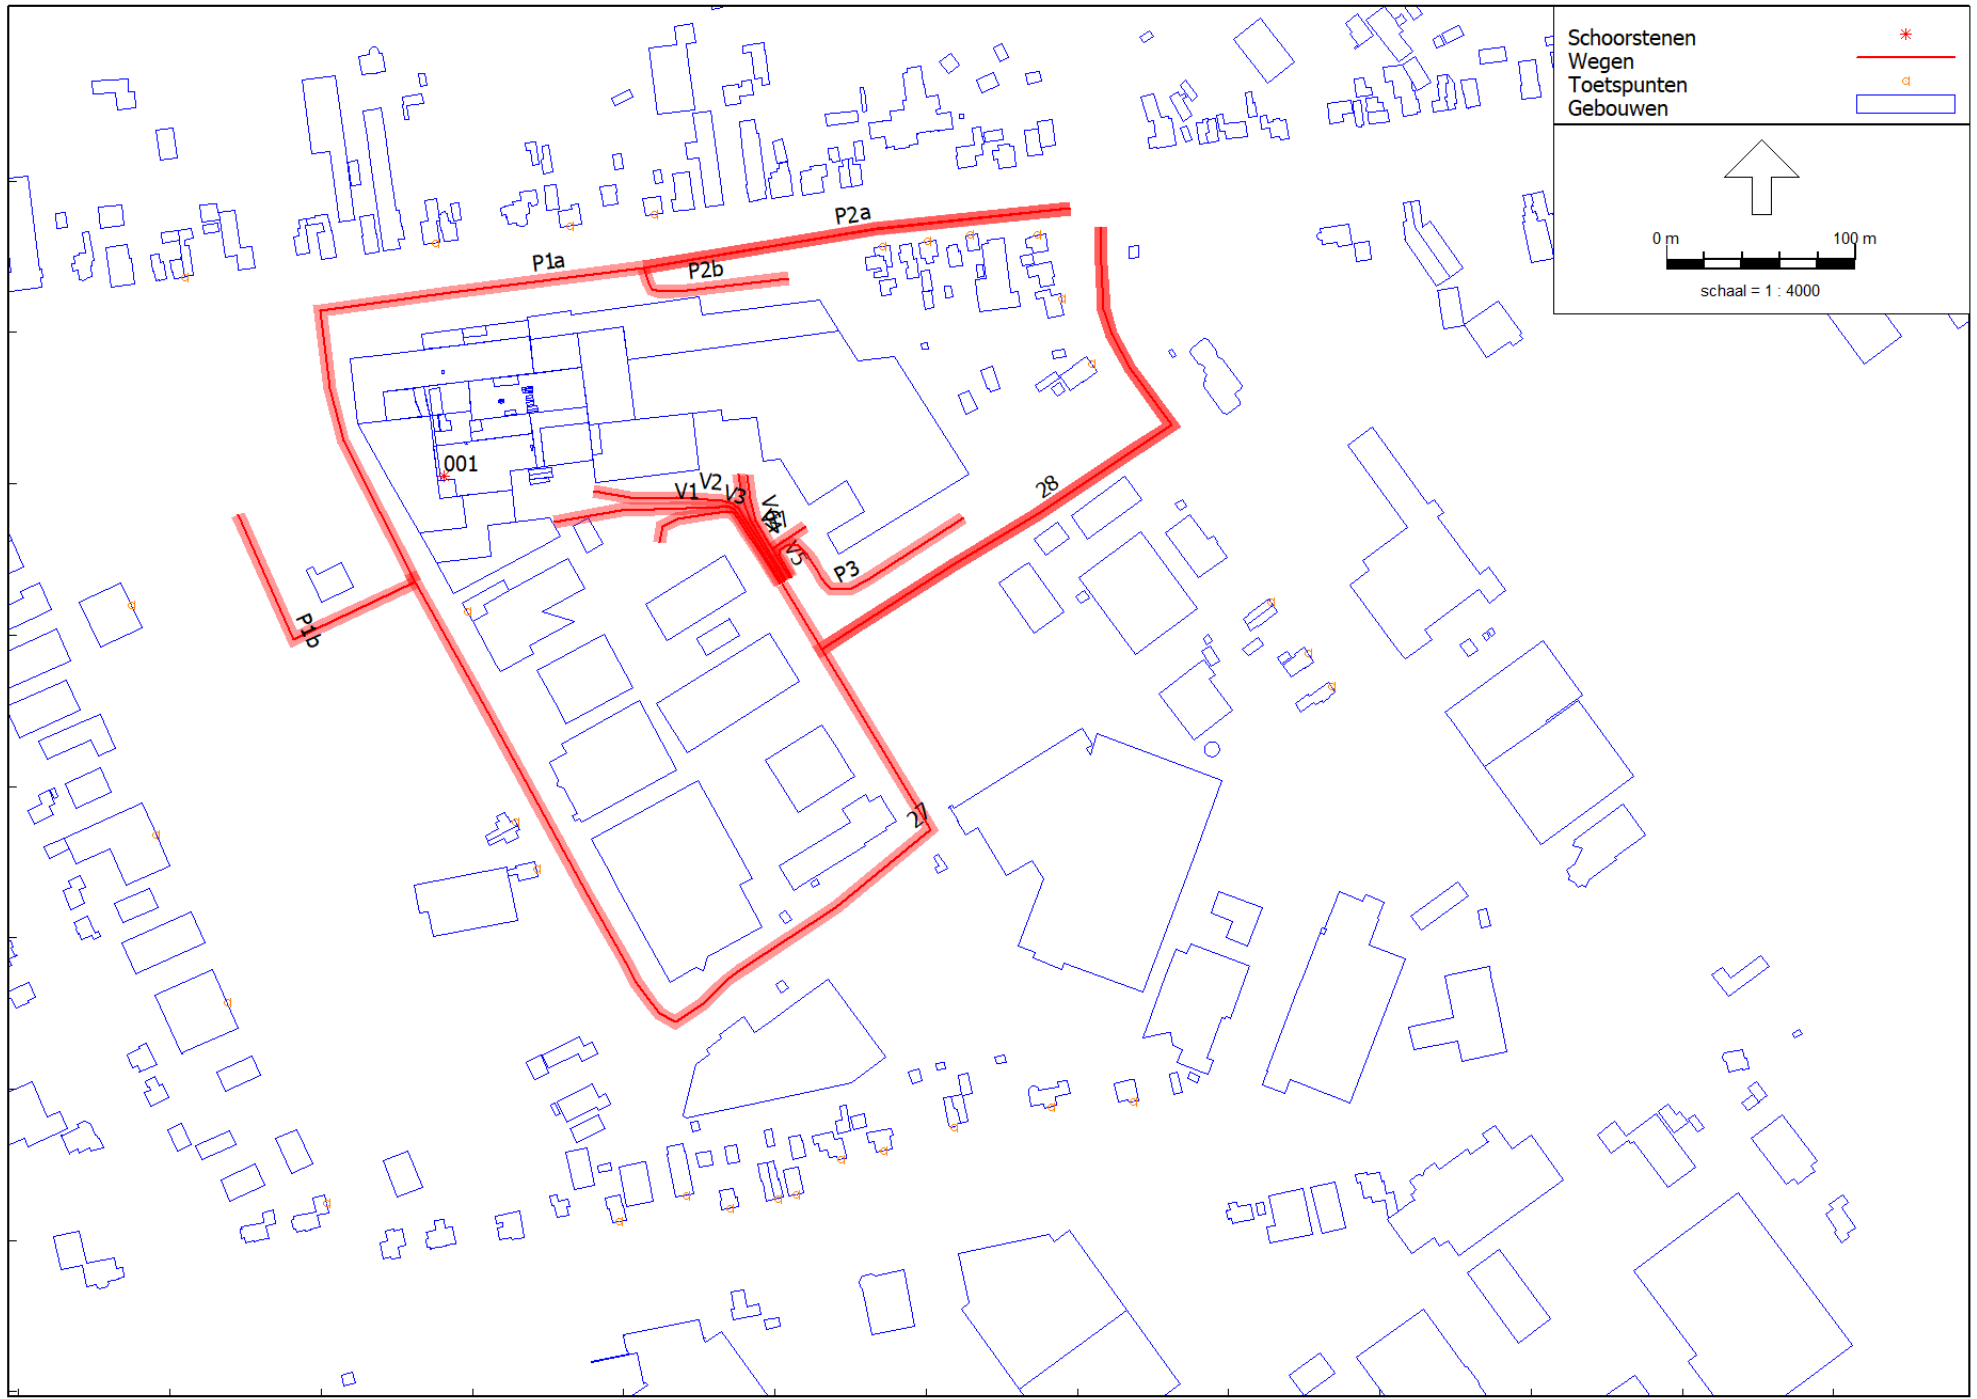 Schoorstenen
Wegen
Toetspunten
Gebouwen
0 m 100 m
schaal = 1 : 4000
P2a
P1a
P2b
001
V1
V2
V3
28
V5
P3
P1b
27